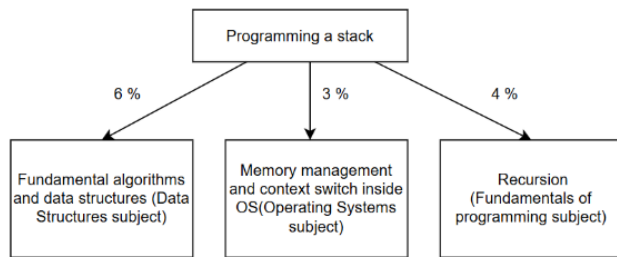 Programming a stack
6 %
3 %
4 %
Fundamental algorithms
and data structures (Data
Structures subject)
Memory management
and context switch inside
OS(Operating Systems
subject)
Recursion
(Fundamentals of
programming subject)